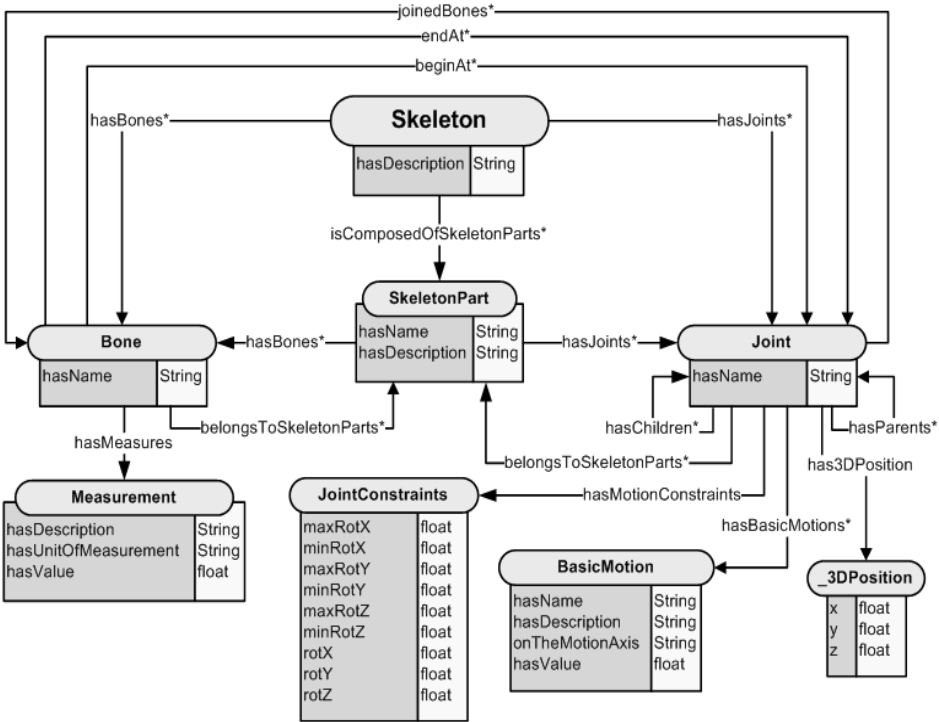 joinedBones*
endAt*
beginAt*
hasBones*
Skeleton
hasJoints*
hasDescription String
isComposedOfSkeletonParts*
SkeletonPart
hasName String
hasDescription String
Bone
hasName String
hasBones*
hasJoints*
Joint
hasName String
belongsToSkeletonParts*
hasChildren*
hasParents*
hasMeasures
belongsToSkeletonParts*
has3DPosition
Measurement
hasDescription String
hasUnitOfMeasurement String
hasValue float
JointConstraints
maxRotX float
minRotX float
maxRotY float
minRotY float
maxRotZ float
minRotZ float
rotX float
rotY float
rotZ float
hasMotionConstraints
hasBasicMotions*
BasicMotion
hasName String
hasDescription String
onTheMotionAxis String
hasValue float
_3DPosition
x float
y float
z float